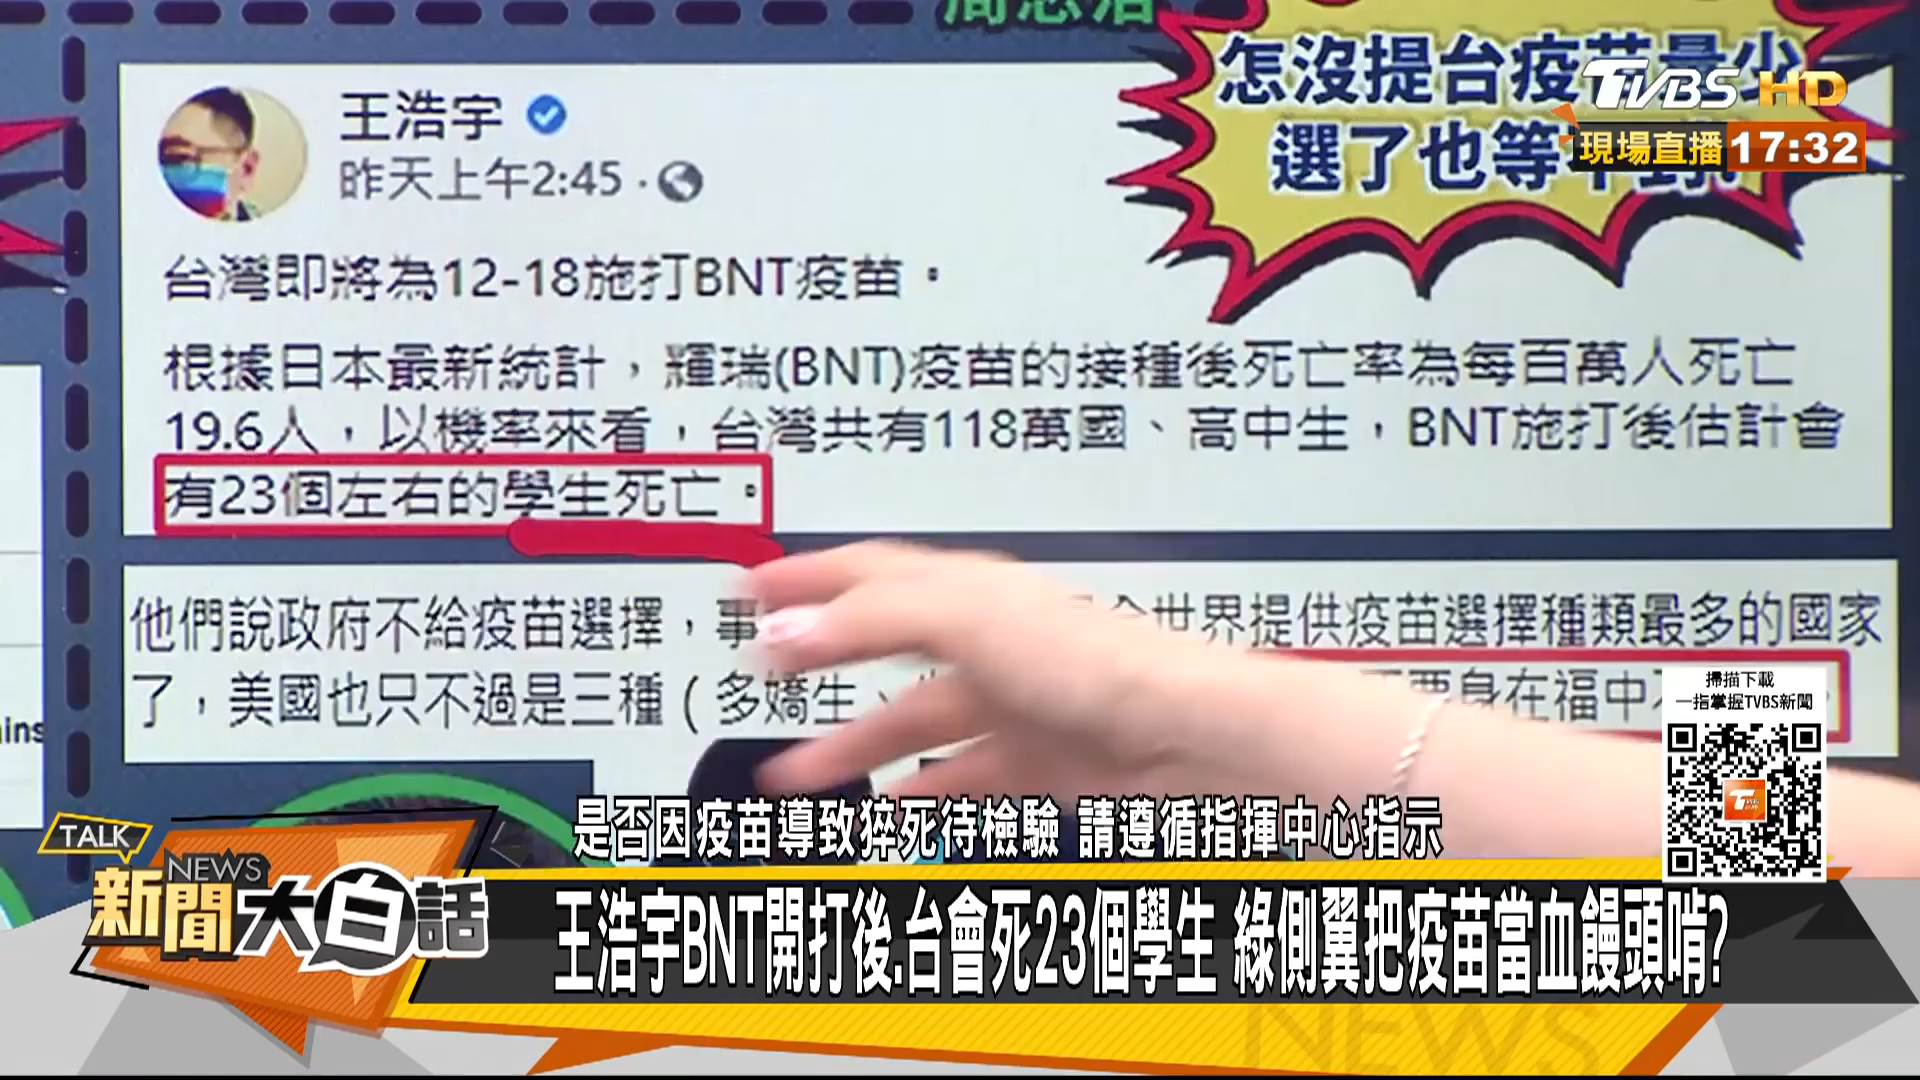 怎沒提台疫苗最少
選了也等
TVBS HD
現場直播 17:32
王浩宇
昨天上午2:45
台灣即將為12-18施打BNT疫苗。
根據日本最新統計，輝瑞(BNT)疫苗的接種後死亡率為每百萬人死亡
19.6人，以機率來看，台灣共有118萬國、高中生，BNT施打後估計會
有23個左右的學生死亡。
他們說政府不給疫苗選擇，事 世界提供疫苗選擇種類最多的國家
了，美國也只不過是三種（多嬌生、 身在福中
ains
掃描下載
一指掌握TVBS新聞
是否因疫苗導致猝死待檢驗 請遵循指揮中心指示
TALK
NEWS
新聞大白話
王浩宇BNT開打後.台會死23個學生 綠側翼把疫苗當血饅頭啃?
NEWS